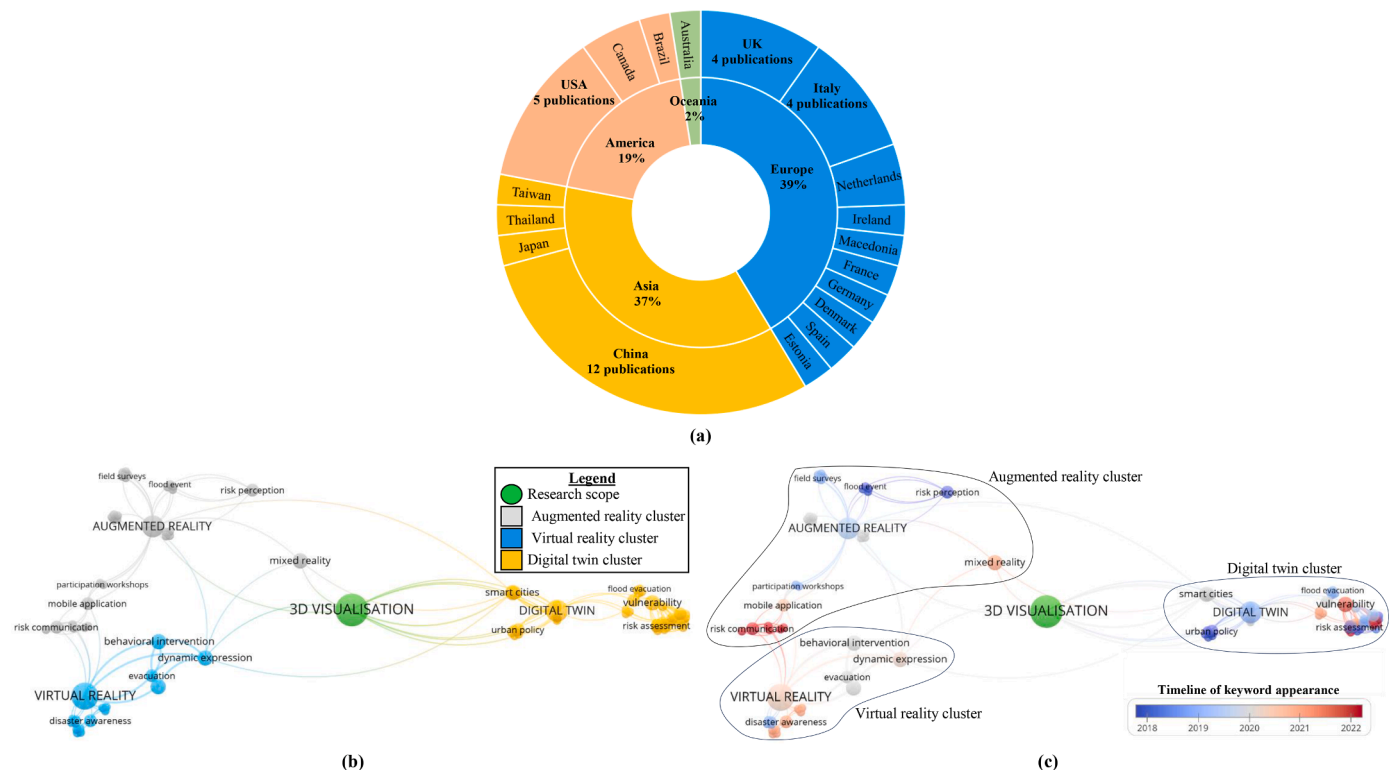 UK
4 publications
Italy
4 publications
Netherlands
Ireland
Macedonia
France
Germany
Denmark
Spain
Estonia
China
12 publications
Japan
Thailand
Taiwan
USA
5 publications
Canada
Brazil
Australia
Oceania
2%
America
19%
Europe
39%
Asia
37%
(a)
field surveys
flood event
risk perception
AUGMENTED REALITY
mixed reality
participation workshops
mobile application
risk communication
behavioral intervention
dynamic expression
evacuation
VIRTUAL REALITY
disaster awareness
3D VISUALISATION
smart cities
DIGITAL TWIN
urban policy
flood evacuation
vulnerability
risk assessment
Legend
Research scope
Augmented reality cluster
Virtual reality cluster
Digital twin cluster
(b)
Augmented reality cluster
field surveys
flood event
risk perception
AUGMENTED REALITY
mixed reality
participation workshops
mobile application
risk communication
behavioral intervention
dynamic expression
evacuation
VIRTUAL REALITY
disaster awareness
Virtual reality cluster
3D VISUALISATION
Digital twin cluster
smart cities
DIGITAL TWIN
urban policy
flood evacuation
vulnerability
risk assessment
Timeline of keyword appearance
2018 2019 2020 2021 2022
(c)